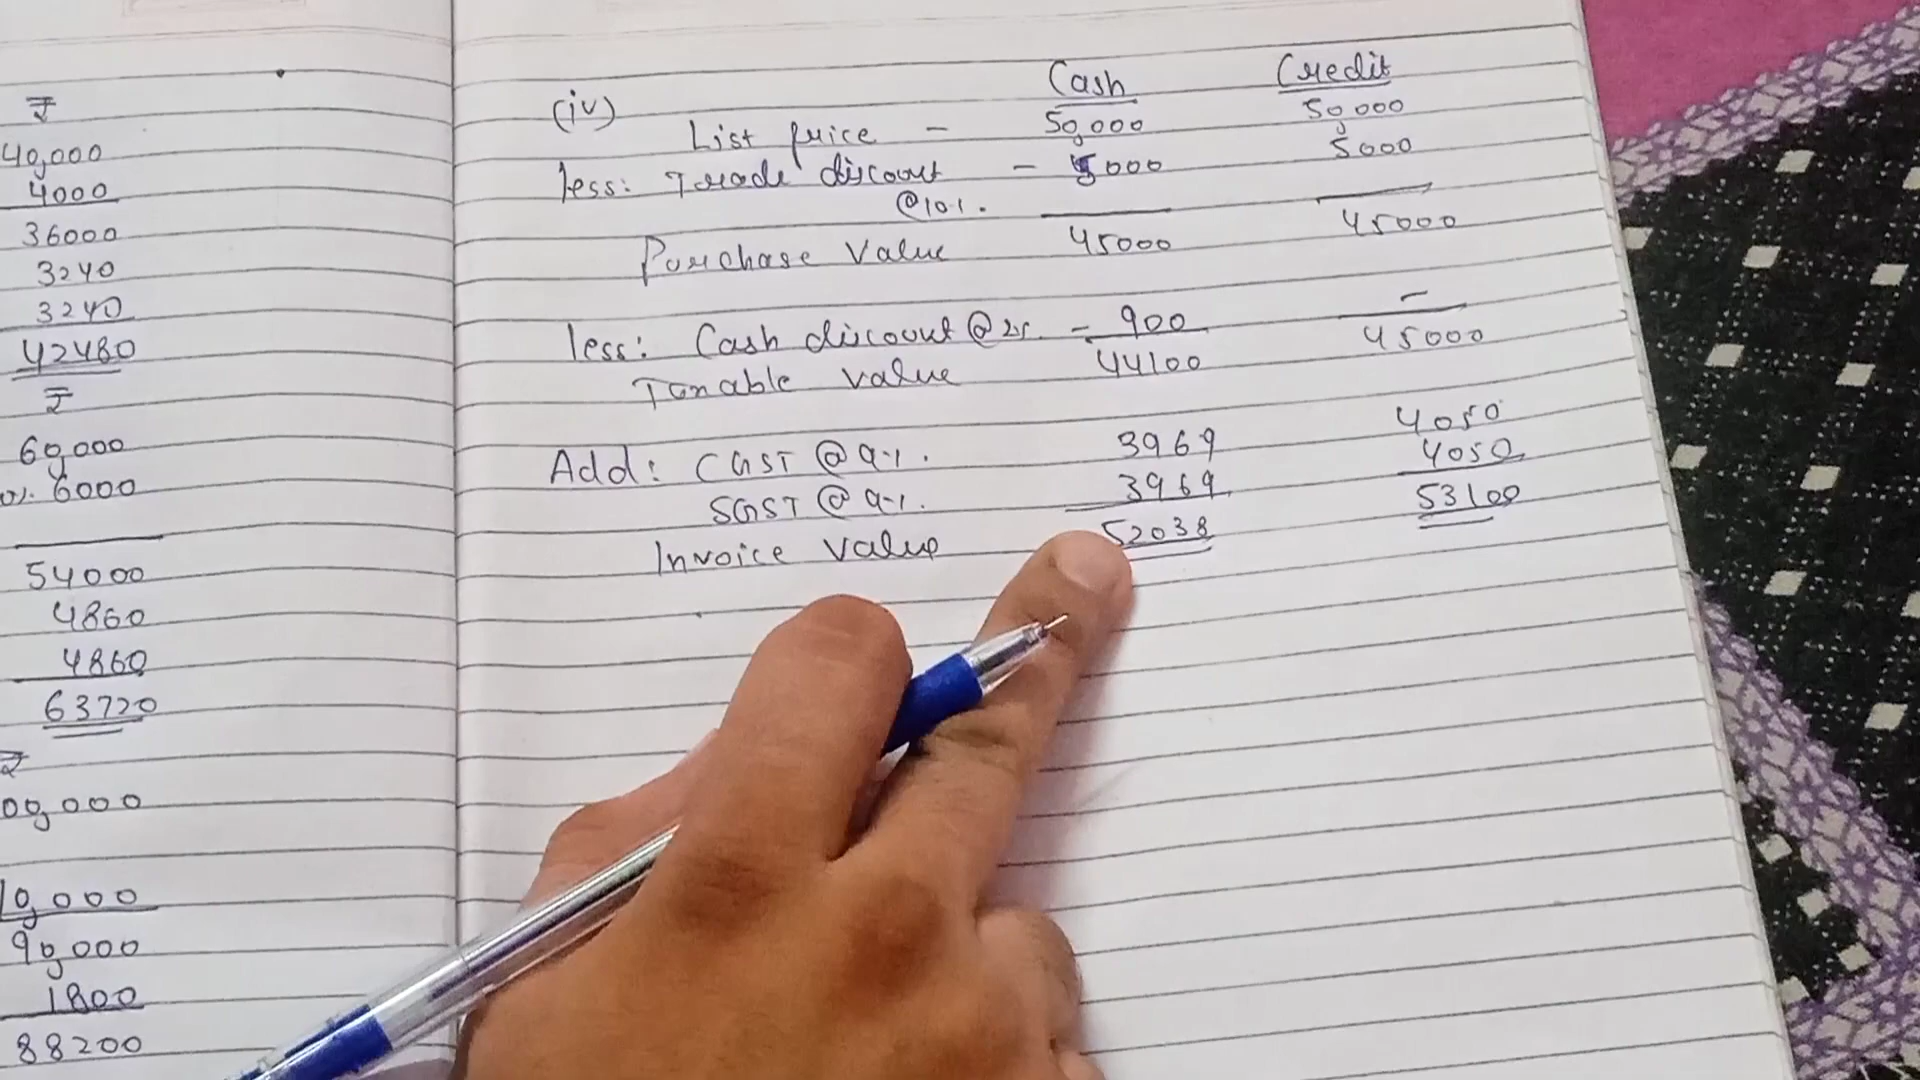 ₹
40,000
4000
36000
3240
3240
42480
₹
60,000
6000
54000
4860
4860
63720
₹
00,000
10,000
90,000
1800
88200
Cash Credit
(iv)
List price - 50,000 50,000
less: Trade discount - 5000 5000
@10%.
Purchase Value 45000 45000
less: Cash discount @2%. - 900 -
Taxable value 44100 45000
Add: CGST @9%. 3969 4050
SGST @9%. 3969 4050
Invoice Value 52038 53100